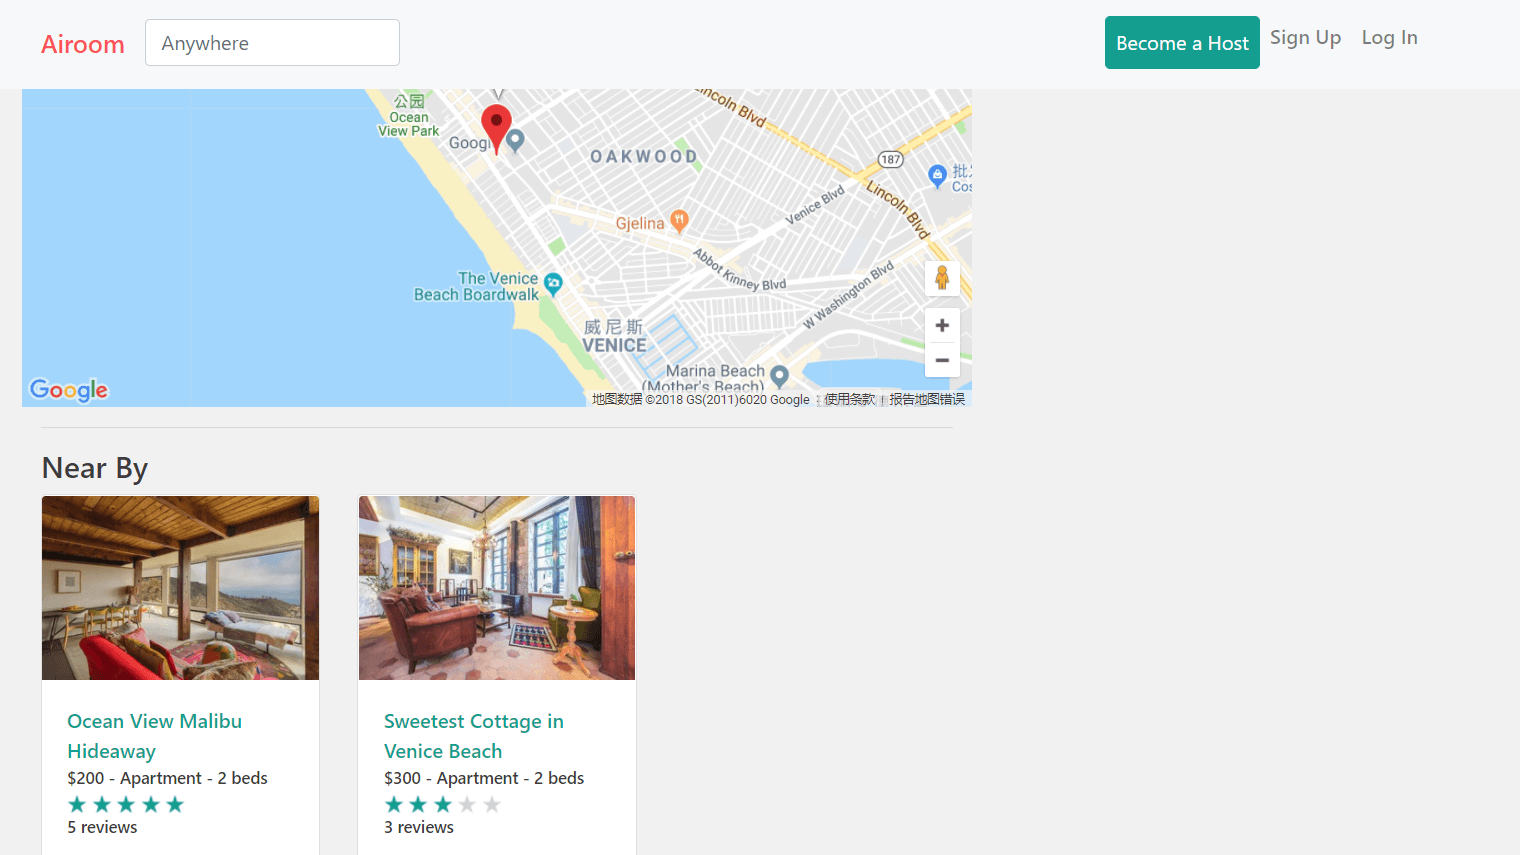 Airoom
Anywhere
Become a Host
Sign Up
Log In
公园
Ocean
View Park
Lincoln Blvd
OAKWOOD
187
Lincoln Blvd
Venice Blvd
Gjelina
Abbot Kinney Blvd
W Washington Blvd
The Venice
Beach Boardwalk
威尼斯
VENICE
Marina Beach
(Mother's Beach)
Google
地图数据 ©2018 GS(2011)6020 Google
使用条款
报告地图错误
Near By
Ocean View Malibu
Hideaway
$200 - Apartment - 2 beds
5 reviews
Sweetest Cottage in
Venice Beach
$300 - Apartment - 2 beds
3 reviews